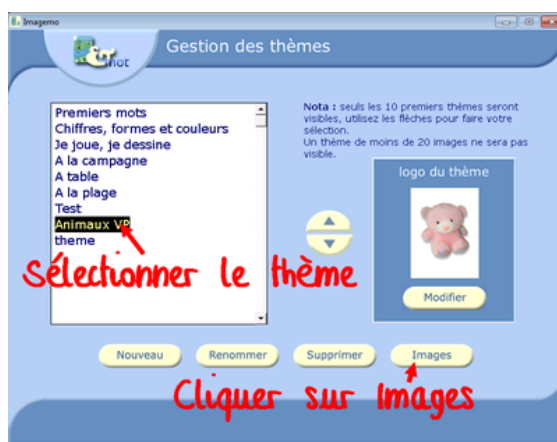 Imagemo
Gestion des thèmes
Premiers mots
Chiffres, formes et couleurs
Je joue, je dessine
A la campagne
A table
A la plage
Test
Animaux VP
theme
Nota : seuls les 10 premiers thèmes seront
visibles, utilisez les flèches pour faire votre
sélection.
Un thème de moins de 20 images ne sera pas
visible.
logo du thème
Modifier
Sélectionner le thème
Nouveau
Renommer
Supprimer
Images
Cliquer sur Images